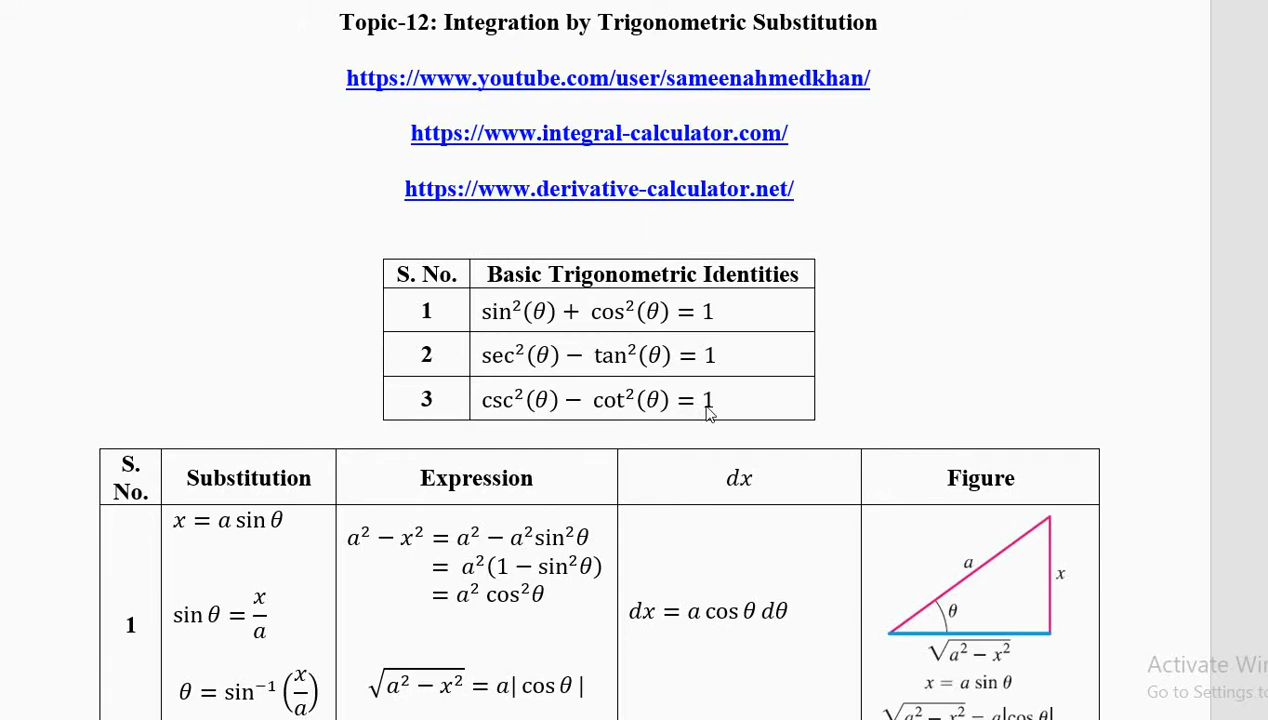 Topic-12: Integration by Trigonometric Substitution
https://www.youtube.com/user/sameenahmedkhan/
https://www.integral-calculator.com/
https://www.derivative-calculator.net/
S. No. Basic Trigonometric Identities
1 sin²(θ) + cos²(θ) = 1
2 sec²(θ) − tan²(θ) = 1
3 csc²(θ) − cot²(θ) = 1
S. No. Substitution Expression dx Figure
1
x = a sin θ
sin θ = x/a
θ = sin⁻¹(x/a)
a² − x² = a² − a²sin²θ
= a²(1 − sin²θ)
= a² cos²θ
√(a² − x²) = a| cos θ |
dx = a cos θ dθ
a
x
θ
√(a² − x²)
x = a sin θ
√(a² − x²) = a|cos θ|
Activate Win
Go to Settings to